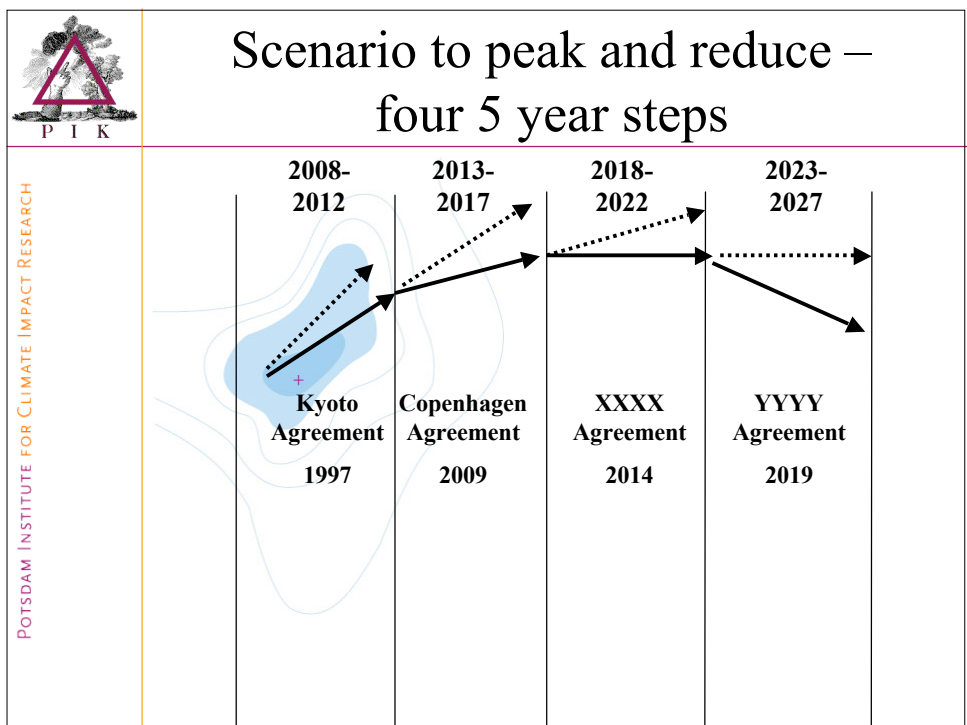 Scenario to peak and reduce –
four 5 year steps
P I K
POTSDAM INSTITUTE FOR CLIMATE IMPACT RESEARCH
2008-
2012
2013-
2017
2018-
2022
2023-
2027
Kyoto
Agreement
1997
Copenhagen
Agreement
2009
XXXX
Agreement
2014
YYYY
Agreement
2019